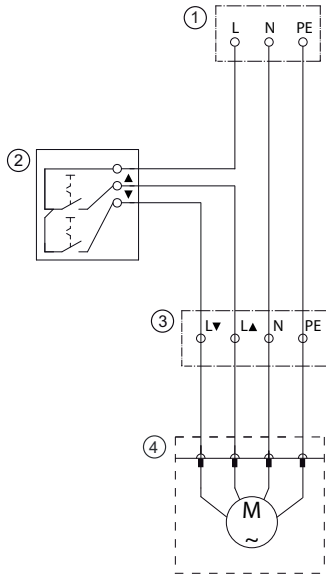 ① L N PE
② ▲
▼
③ L▼ L▲ N PE
④
M
~